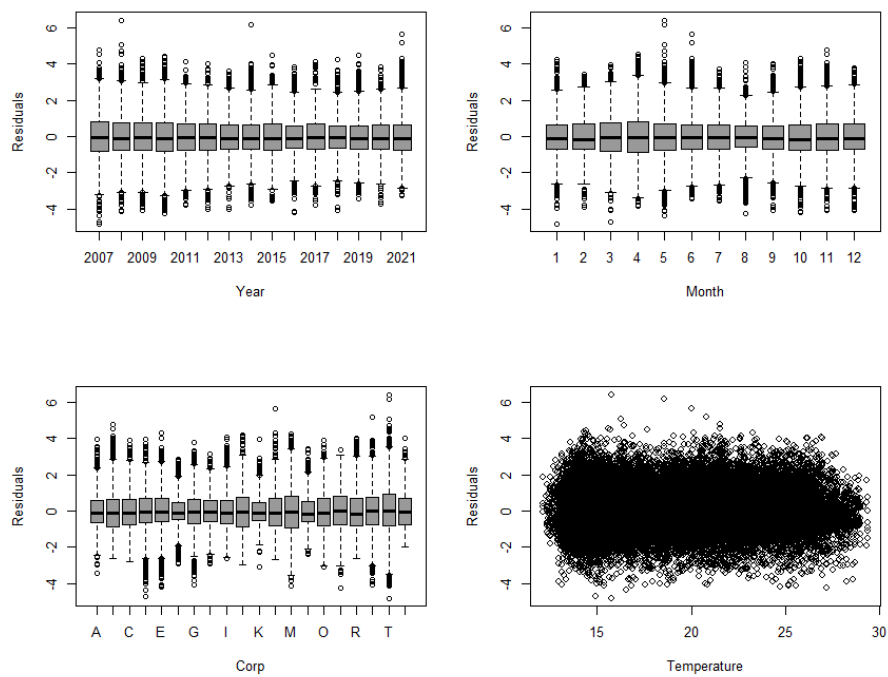 6
4
2
0
-2
-4
Residuals
2007 2009 2011 2013 2015 2017 2019 2021
Year
6
4
2
0
-2
-4
Residuals
1 2 3 4 5 6 7 8 9 10 11 12
Month
6
4
2
0
-2
-4
Residuals
A C E G I K M O R T
Corp
6
4
2
0
-2
-4
Residuals
15 20 25 30
Temperature